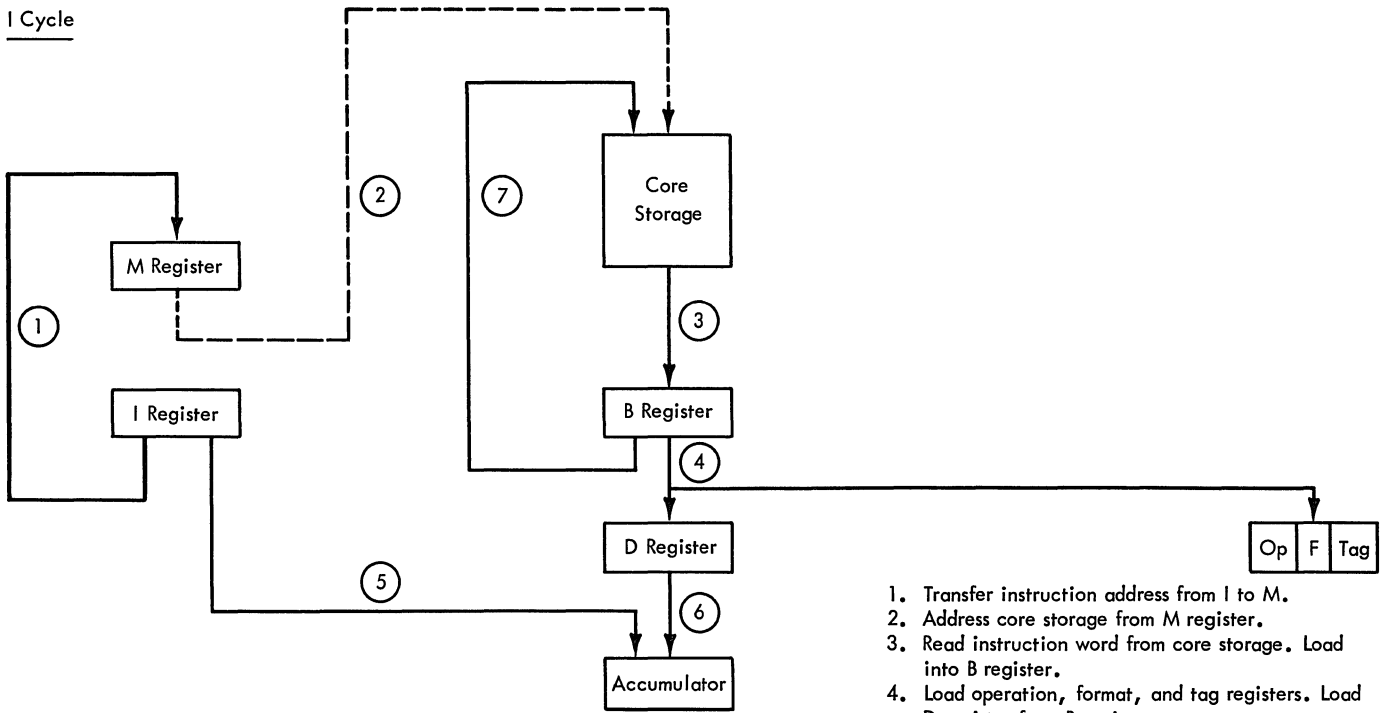 I Cycle
2
7
Core
Storage
M Register
1
3
I Register
B Register
4
D Register
Op F Tag
5
6
Accumulator
1. Transfer instruction address from I to M.
2. Address core storage from M register.
3. Read instruction word from core storage. Load
into B register.
4. Load operation, format, and tag registers. Load